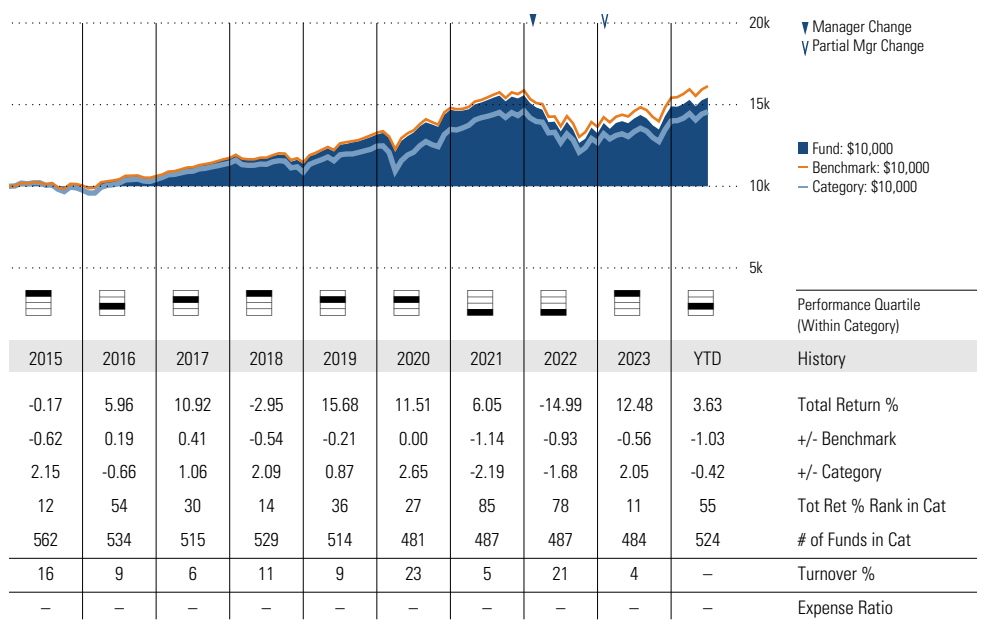 20k
▼ Manager Change
∨ Partial Mgr Change
15k
Fund: $10,000
Benchmark: $10,000
Category: $10,000
10k
5k
Performance Quartile
(Within Category)
2015 2016 2017 2018 2019 2020 2021 2022 2023 YTD History
-0.17 5.96 10.92 -2.95 15.68 11.51 6.05 -14.99 12.48 3.63 Total Return %
-0.62 0.19 0.41 -0.54 -0.21 0.00 -1.14 -0.93 -0.56 -1.03 +/- Benchmark
2.15 -0.66 1.06 2.09 0.87 2.65 -2.19 -1.68 2.05 -0.42 +/- Category
12 54 30 14 36 27 85 78 11 55 Tot Ret % Rank in Cat
562 534 515 529 514 481 487 487 484 524 # of Funds in Cat
16 9 6 11 9 23 5 21 4 – Turnover %
– – – – – – – – – – Expense Ratio